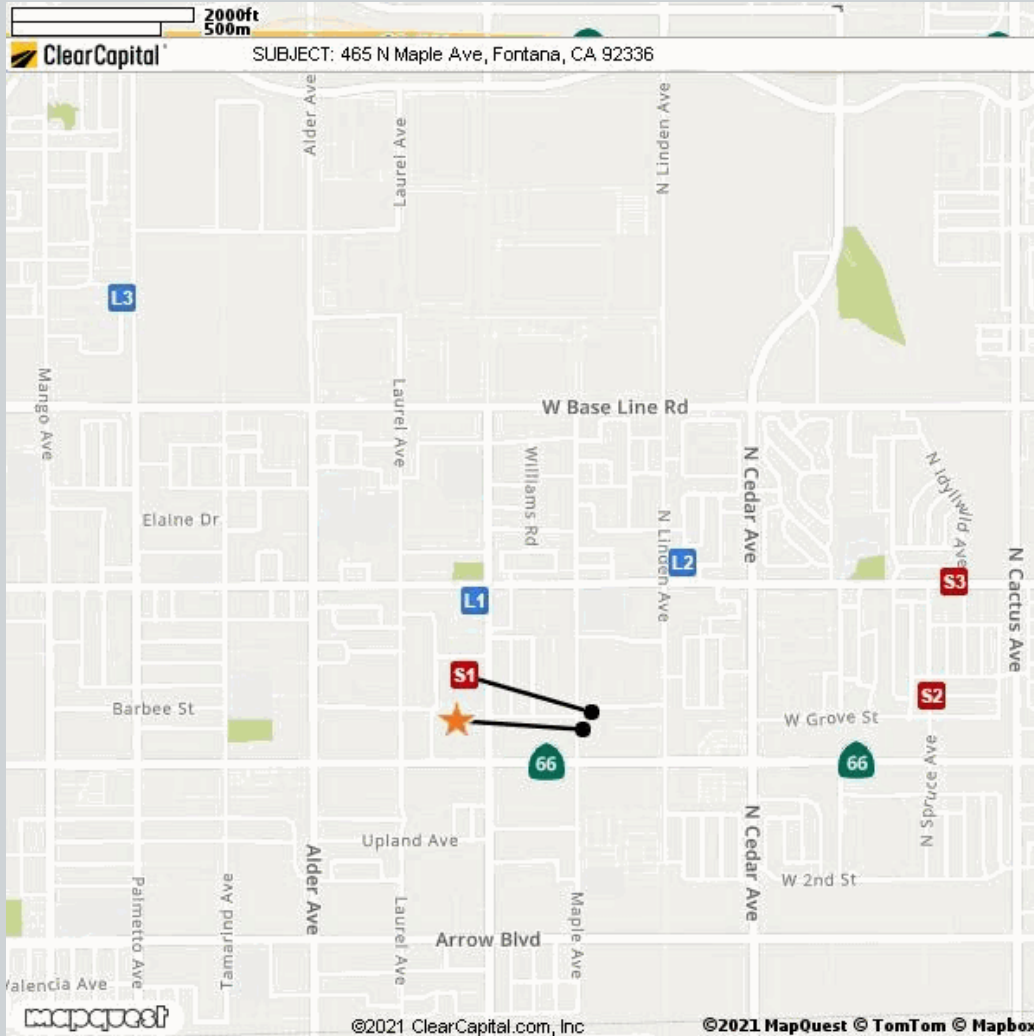 2000ft
500m
ClearCapital
SUBJECT: 465 N Maple Ave, Fontana, CA 92336
Alder Ave
Laurel Ave
N Linden Ave
L3
Mango Ave
Laurel Ave
W Base Line Rd
Williams Rd
N Cedar Ave
N Idyllwild Ave
Elaine Dr
N Linden Ave
L2
N Cactus Ave
S3
L1
S1
S2
Barbee St
W Grove St
66
66
N Spruce Ave
Upland Ave
N Cedar Ave
Alder Ave
W 2nd St
Palmetto Ave
Tamarind Ave
Laurel Ave
Maple Ave
Arrow Blvd
Valencia Ave
mapquest
©2021 ClearCapital.com, Inc
©2021 MapQuest © TomTom © Mapbox